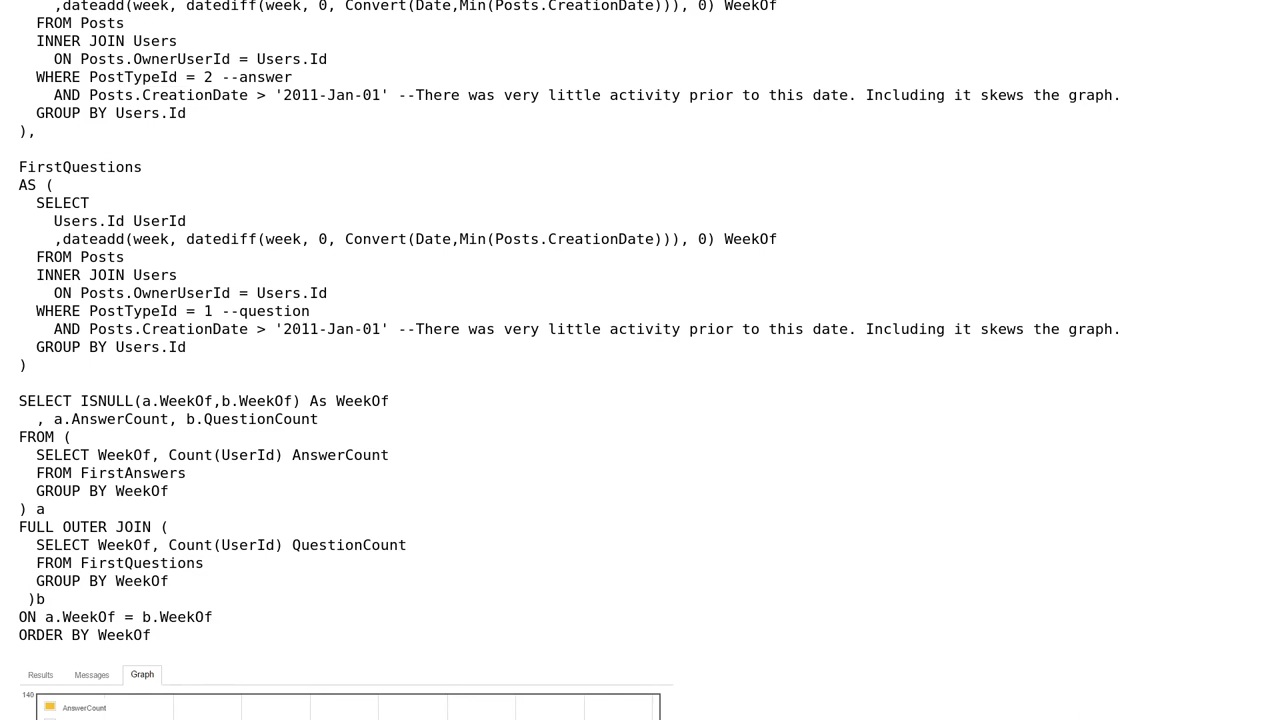 ,dateadd(week, datediff(week, 0, Convert(Date,Min(Posts.CreationDate))), 0) WeekOf
  FROM Posts
  INNER JOIN Users
    ON Posts.OwnerUserId = Users.Id
  WHERE PostTypeId = 2 --answer
    AND Posts.CreationDate > '2011-Jan-01' --There was very little activity prior to this date. Including it skews the graph.
  GROUP BY Users.Id
),

FirstQuestions
AS (
  SELECT
    Users.Id UserId
    ,dateadd(week, datediff(week, 0, Convert(Date,Min(Posts.CreationDate))), 0) WeekOf
  FROM Posts
  INNER JOIN Users
    ON Posts.OwnerUserId = Users.Id
  WHERE PostTypeId = 1 --question
    AND Posts.CreationDate > '2011-Jan-01' --There was very little activity prior to this date. Including it skews the graph.
  GROUP BY Users.Id
)

SELECT ISNULL(a.WeekOf,b.WeekOf) As WeekOf
  , a.AnswerCount, b.QuestionCount
FROM (
  SELECT WeekOf, Count(UserId) AnswerCount
  FROM FirstAnswers
  GROUP BY WeekOf
) a
FULL OUTER JOIN (
  SELECT WeekOf, Count(UserId) QuestionCount
  FROM FirstQuestions
  GROUP BY WeekOf
 )b
ON a.WeekOf = b.WeekOf
ORDER BY WeekOf

Results Messages Graph
140
AnswerCount